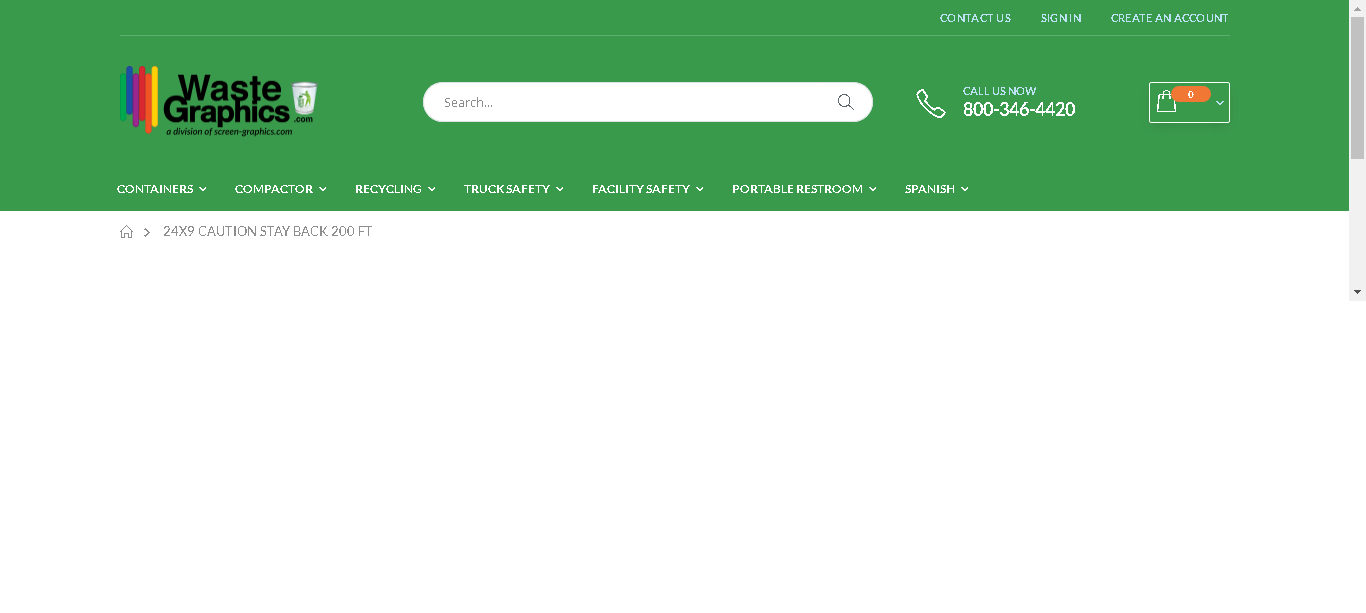 CONTACT US SIGN IN CREATE AN ACCOUNT
Waste
Graphics
.com
a division of screen-graphics.com
Search...
CALL US NOW
800-346-4420
0
CONTAINERS COMPACTOR RECYCLING TRUCK SAFETY FACILITY SAFETY PORTABLE RESTROOM SPANISH
24X9 CAUTION STAY BACK 200 FT